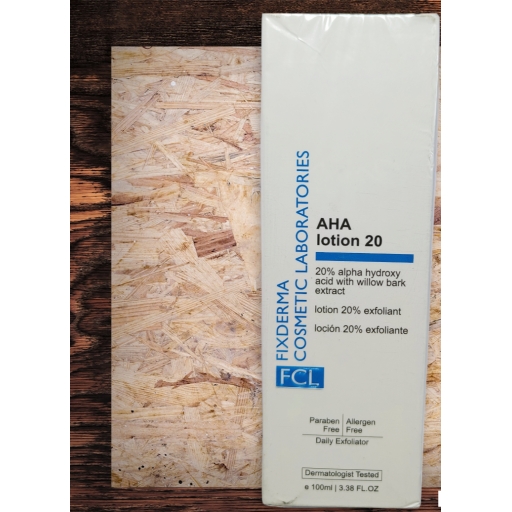 FIXDERMA
COSMETIC LABORATORIES
FCL
AHA
lotion 20
20% alpha hydroxy
acid with willow bark
extract
lotion 20% exfoliant
loción 20% exfoliante
Paraben Free | Allergen Free
Daily Exfoliator
Dermatologist Tested
e 100ml | 3.38 FL.OZ